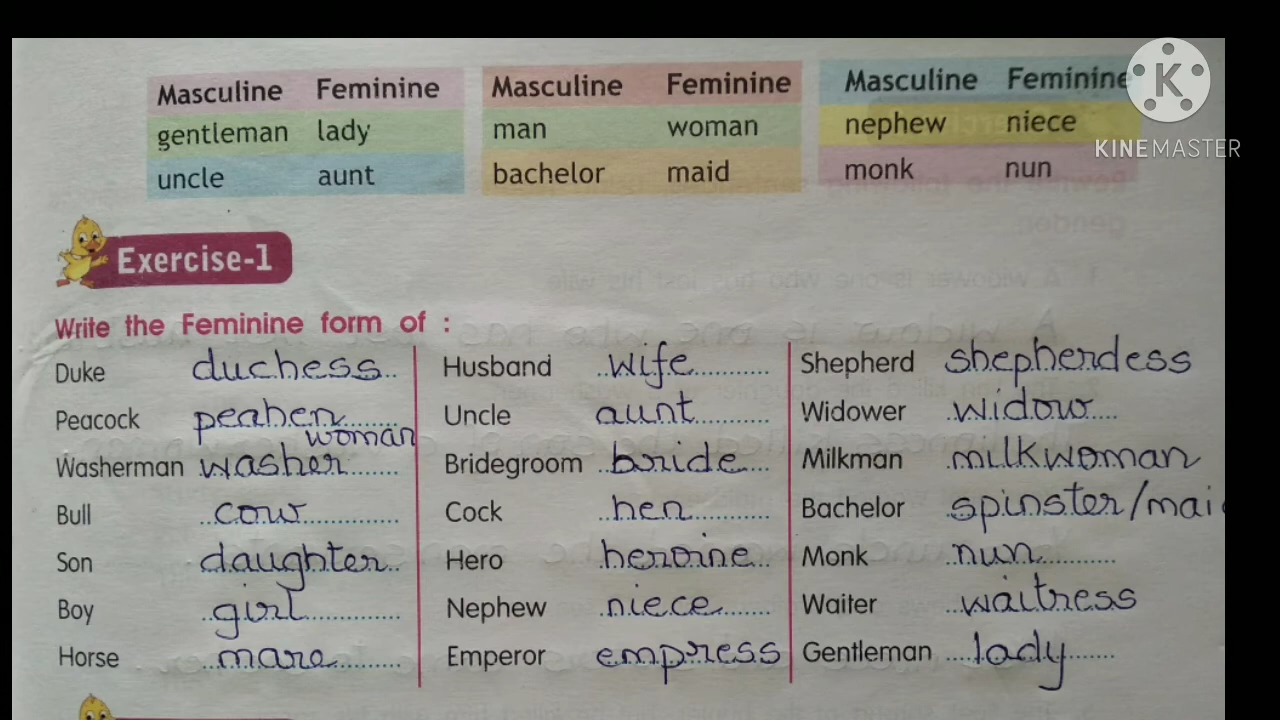 Masculine Feminine Masculine Feminine Masculine Feminine
gentleman lady man woman nephew niece
uncle aunt bachelor maid monk nun
KINEMASTER
Exercise-1
Write the Feminine form of :
Duke duchess Husband wife Shepherd shepherdess
Peacock peahen Uncle aunt Widower widow
Washerman washer woman Bridegroom bride Milkman milkwoman
Bull cow Cock hen Bachelor spinster/mai
Son daughter Hero heroine Monk nun
Boy girl Nephew niece Waiter waitress
Horse mare Emperor empress Gentleman lady